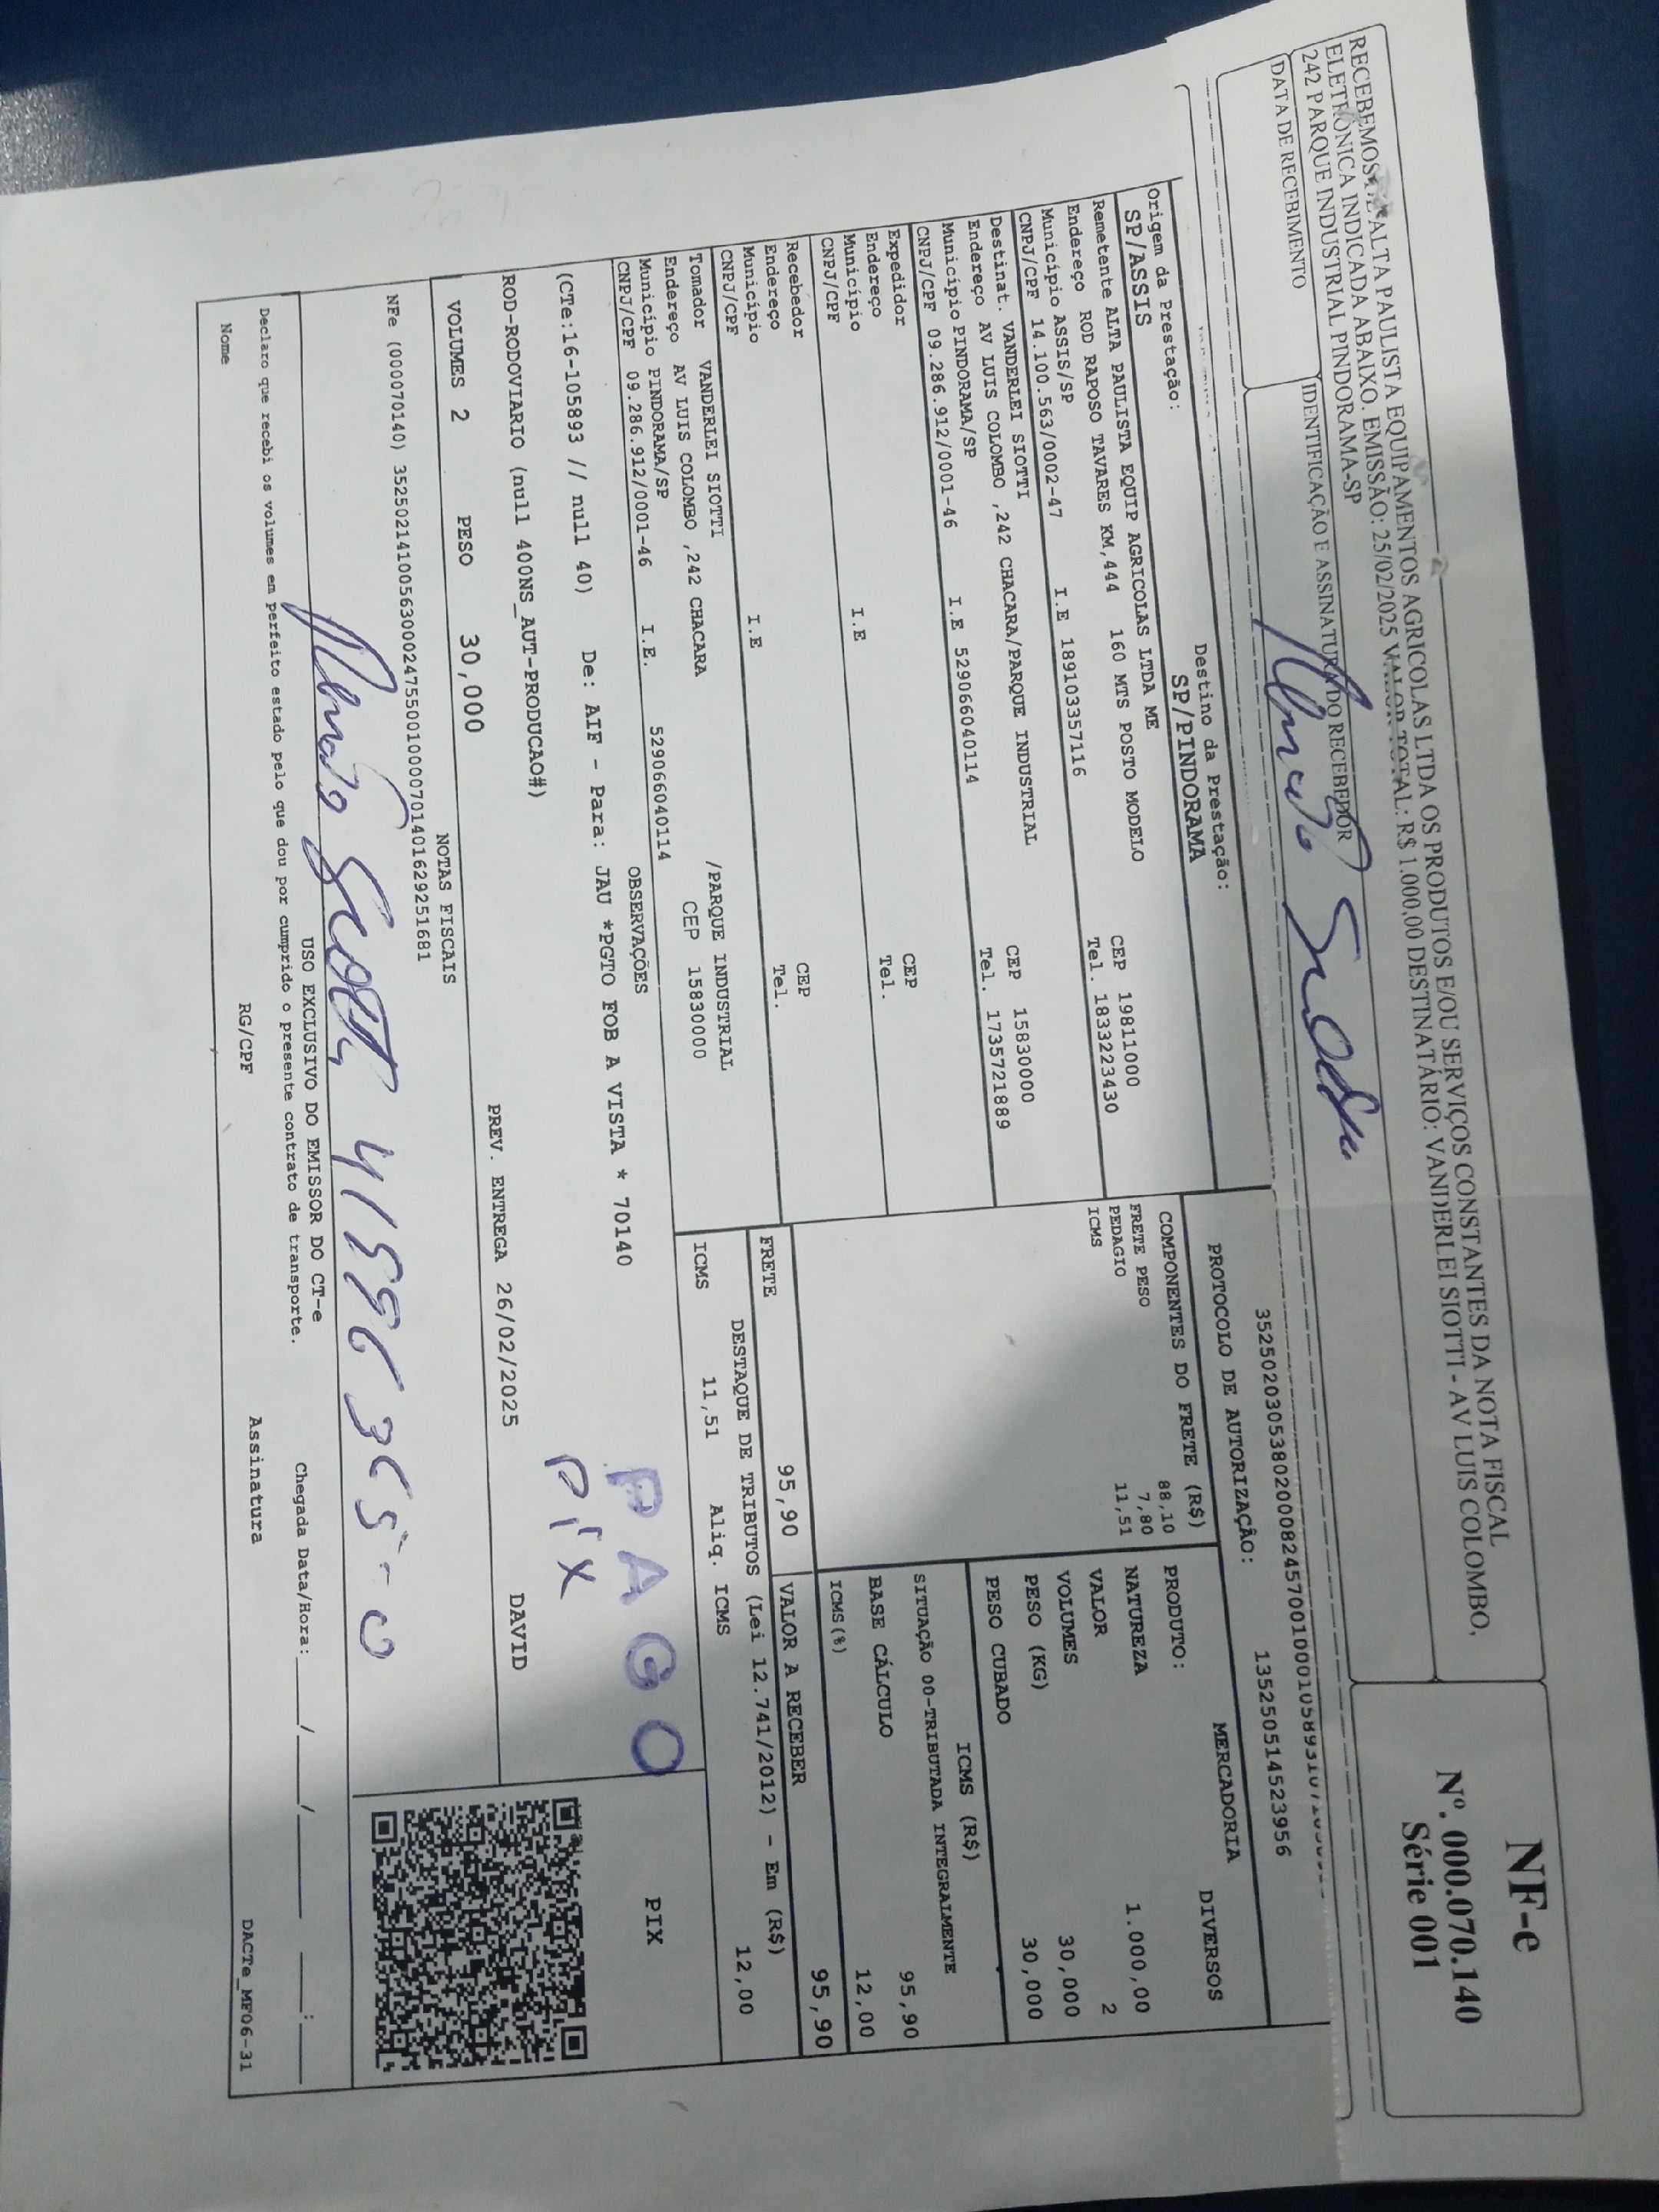 RECEBEMOS DE ALTA PAULISTA EQUIPAMENTOS AGRICOLAS LTDA OS PRODUTOS E/OU SERVIÇOS CONSTANTES DA NOTA FISCAL
ELETRÔNICA INDICADA ABAIXO. EMISSÃO: 25/02/2025 VALOR TOTAL: R$ 1.000,00 DESTINATÁRIO: VANDERLEI SIOTTI - AV LUIS COLOMBO,
242 PARQUE INDUSTRIAL PINDORAMA-SP
DATA DE RECEBIMENTO
IDENTIFICAÇÃO E ASSINATURA DO RECEBEDOR
NF-e
Nº. 000.070.140
Série 001
PROTOCOLO DE AUTORIZAÇÃO:
135250514523956
Origem da Prestação:
SP/ASSIS
Destino da Prestação:
SP/PINDORAMA
Remetente ALTA PAULISTA EQUIP AGRICOLAS LTDA ME
Endereço ROD RAPOSO TAVARES KM,444 160 MTS POSTO MODELO
CEP 19811000
Município ASSIS/SP
Tel. 1833223430
CNPJ/CPF 14.100.563/0002-47 I.E 189103357116
Destinat. VANDERLEI SIOTTI
Endereço AV LUIS COLOMBO ,242 CHACARA/PARQUE INDUSTRIAL
CEP 15830000
Município PINDORAMA/SP
Tel. 1735721889
CNPJ/CPF 09.286.912/0001-46 I.E 529066040114
Expedidor
Endereço
CEP
Município
Tel.
CNPJ/CPF I.E
Recebedor
Endereço
CEP
Município
Tel.
CNPJ/CPF I.E
Tomador VANDERLEI SIOTTI
Endereço AV LUIS COLOMBO ,242 CHACARA /PARQUE INDUSTRIAL
Município PINDORAMA/SP CEP 15830000
CNPJ/CPF 09.286.912/0001-46 I.E. 529066040114
COMPONENTES DO FRETE (R$)
FRETE PESO 88,10
PEDAGIO 7,80
ICMS 11,51
MERCADORIA
PRODUTO: DIVERSOS
NATUREZA
VALOR 1.000,00
VOLUMES 2
PESO (KG) 30,000
PESO CUBADO 30,000
ICMS (R$)
SITUAÇÃO 00-TRIBUTADA INTEGRALMENTE
BASE CÁLCULO 95,90
ICMS(%) 12,00
FRETE 95,90 VALOR A RECEBER 95,90
DESTAQUE DE TRIBUTOS (Lei 12.741/2012) - Em (R$)
ICMS 11,51 Aliq. ICMS 12,00
OBSERVAÇÕES
(CTe:16-105893 // null 40) De: AIF - Para: JAU *PGTO FOB A VISTA * 70140
ROD-RODOVIARIO (null 400NS_AUT-PRODUCAO#)
PAGO
PIX
PIX
VOLUMES 2 PESO 30,000 PREV. ENTREGA 26/02/2025 DAVID
NOTAS FISCAIS
NFe (000070140) 35250214100563000247550010000701401629251681
USO EXCLUSIVO DO EMISSOR DO CT-e
Declaro que recebi os volumes em perfeito estado pelo que dou por cumprido o presente contrato de transporte.
Chegada Data/Hora:____/____/____ ___:___
Nome RG/CPF Assinatura
DACTe_MF06-31